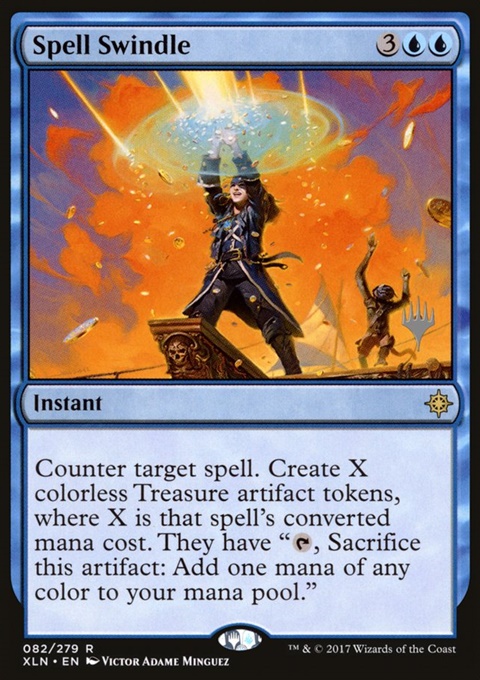 Spell Swindle 3
Instant
Counter target spell. Create X
colorless Treasure artifact tokens,
where X is that spell’s converted
mana cost. They have “, Sacrifice
this artifact: Add one mana of any
color to your mana pool.”
082/279 R
XLN • EN Victor Adame Minguez
™ & © 2017 Wizards of the Coast